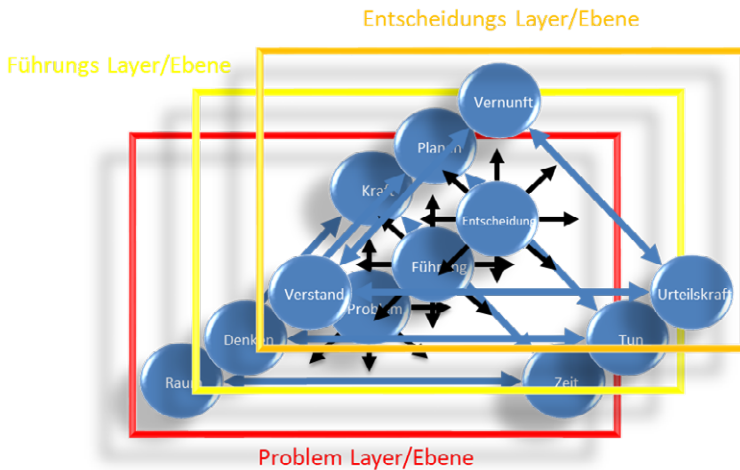 Entscheidungs Layer/Ebene
Führungs Layer/Ebene
Vernunft
Planen
Kraft
Entscheidung
Führung
Verstand
Urteilskraft
Problem
Denken
Tun
Raum
Zeit
Problem Layer/Ebene